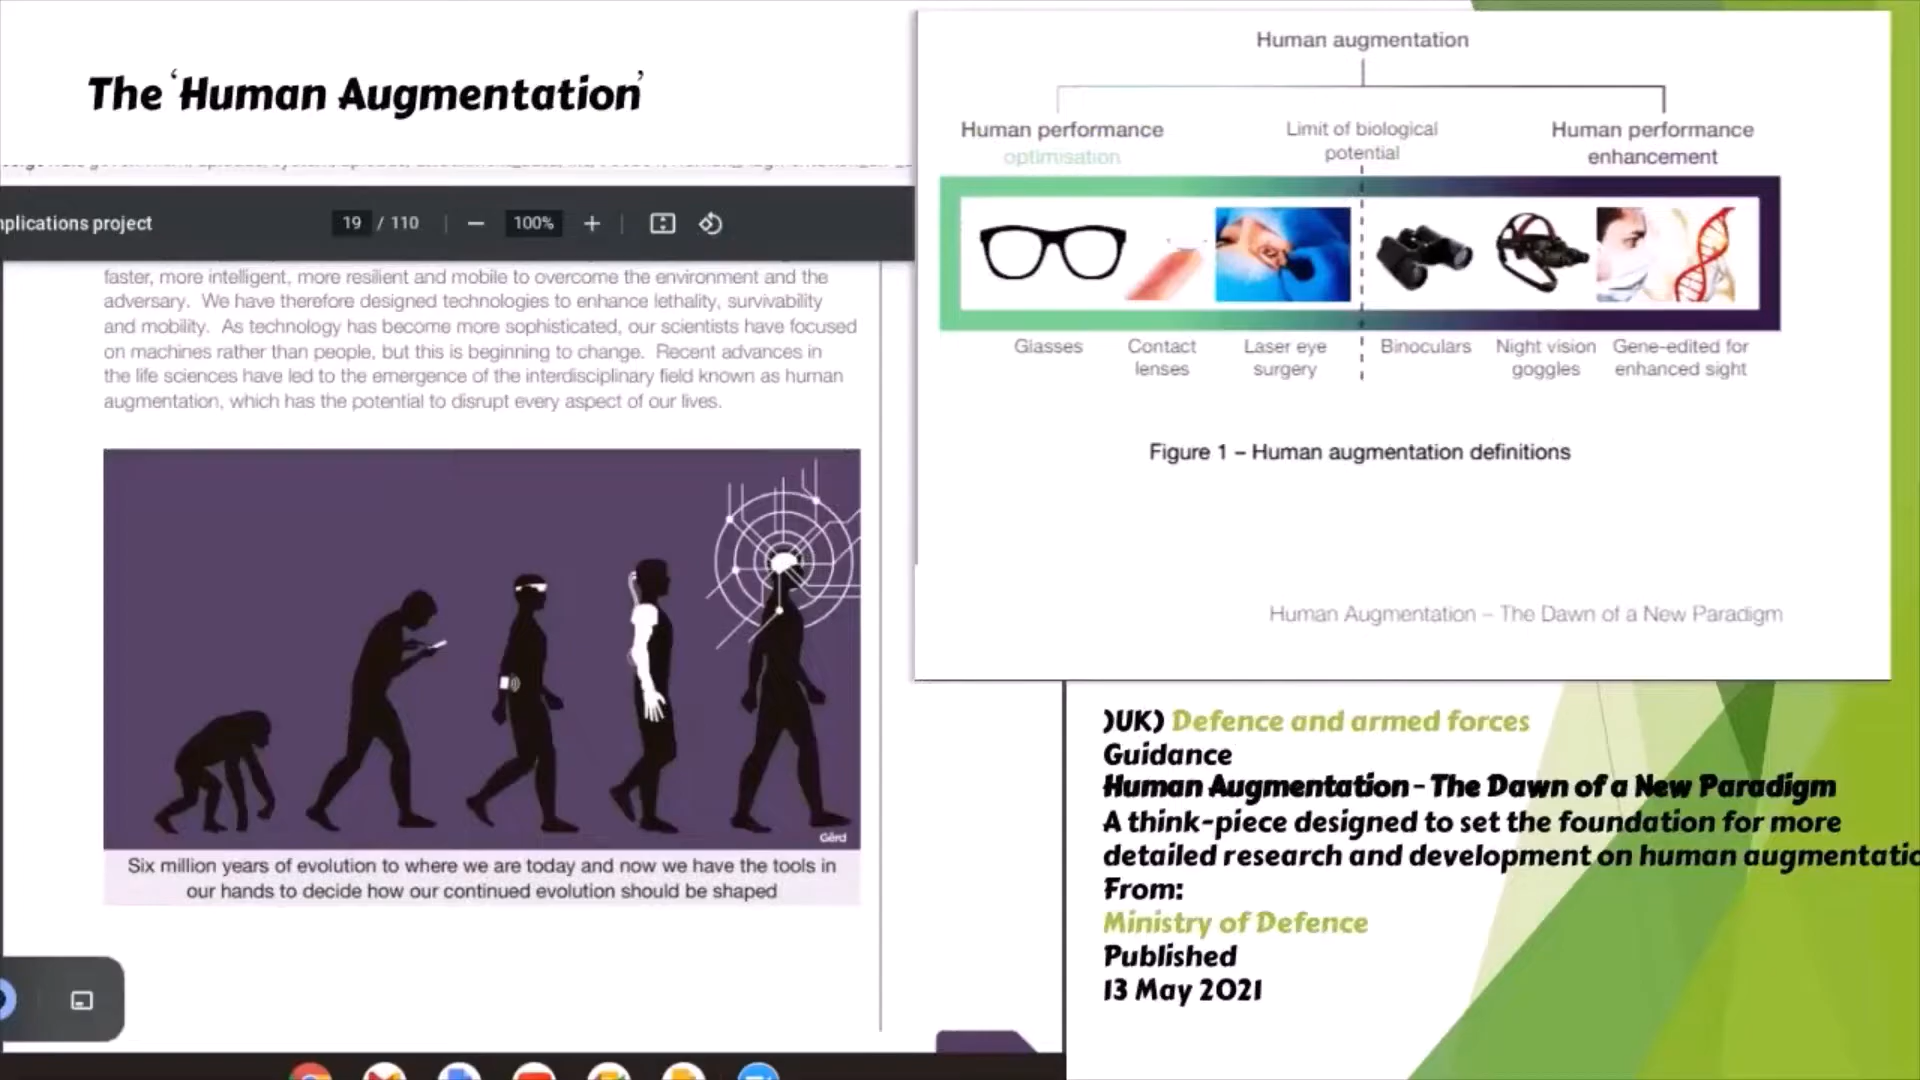 The ‘Human Augmentation’
nplications project
19 / 110
100%
faster, more intelligent, more resilient and mobile to overcome the environment and the
adversary. We have therefore designed technologies to enhance lethality, survivability
and mobility. As technology has become more sophisticated, our scientists have focused
on machines rather than people, but this is beginning to change. Recent advances in
the life sciences have led to the emergence of the interdisciplinary field known as human
augmentation, which has the potential to disrupt every aspect of our lives.
Gerd
Six million years of evolution to where we are today and now we have the tools in
our hands to decide how our continued evolution should be shaped
Human augmentation
Human performance
optimisation
Limit of biological
potential
Human performance
enhancement
Glasses
Contact
lenses
Laser eye
surgery
Binoculars
Night vision
goggles
Gene-edited for
enhanced sight
Figure 1 – Human augmentation definitions
Human Augmentation – The Dawn of a New Paradigm
)UK) Defence and armed forces
Guidance
Human Augmentation – The Dawn of a New Paradigm
A think-piece designed to set the foundation for more
detailed research and development on human augmentatio
From:
Ministry of Defence
Published
13 May 2021